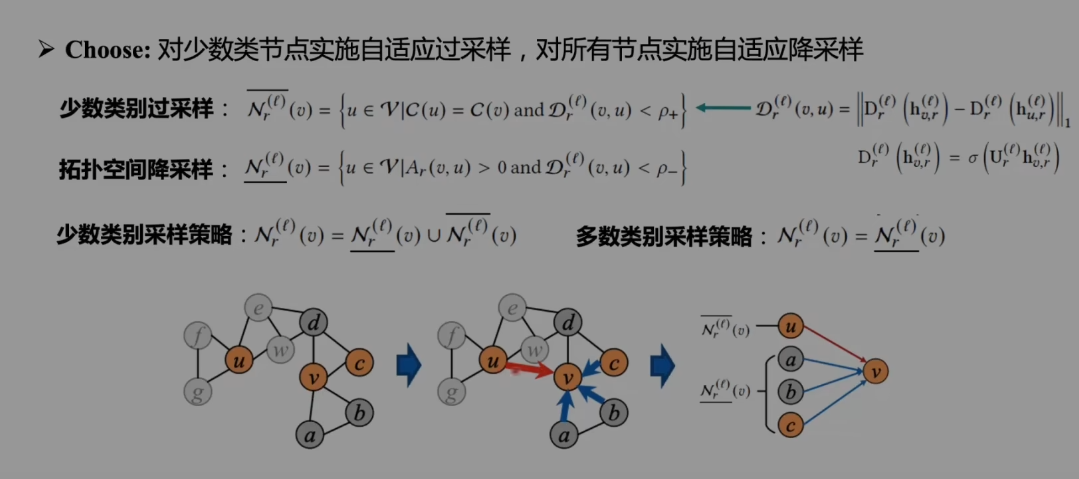 ➢ Choose: 对少数类节点实施自适应过采样，对所有节点实施自适应降采样
少数类别过采样： $\overline{\mathcal{N}_r^{(\ell)}}(v) = \left\{u \in \mathcal{V} | C(u) = C(v) \text{ and } \mathcal{D}_r^{(\ell)}(v,u) < \rho_+\right\}$ ← $\mathcal{D}_r^{(\ell)}(v,u) = \left\| \mathrm{D}_r^{(\ell)}\left(\mathbf{h}_{v,r}^{(\ell)}\right) - \mathrm{D}_r^{(\ell)}\left(\mathbf{h}_{u,r}^{(\ell)}\right) \right\|_1$
拓扑空间降采样： $\underline{\mathcal{N}_r^{(\ell)}}(v) = \left\{u \in \mathcal{V} | A_r(v,u) > 0 \text{ and } \mathcal{D}_r^{(\ell)}(v,u) < \rho_-\right\}$ $\mathrm{D}_r^{(\ell)}\left(\mathbf{h}_{v,r}^{(\ell)}\right) = \sigma\left(\mathbf{U}_r^{(\ell)}\mathbf{h}_{v,r}^{(\ell)}\right)$
少数类别采样策略：$\mathcal{N}_r^{(\ell)}(v) = \underline{\mathcal{N}_r^{(\ell)}}(v) \cup \overline{\mathcal{N}_r^{(\ell)}}(v)$ 多数类别采样策略：$\mathcal{N}_r^{(\ell)}(v) = \underline{\mathcal{N}_r^{(\ell)}}(v)$
e
f
d
w
u
c
v
g
b
a
e
f
d
w
u
c
v
g
b
a
$\overline{\mathcal{N}_r^{(\ell)}}(v)$
u
a
v
$\underline{\mathcal{N}_r^{(\ell)}}(v)$
b
c